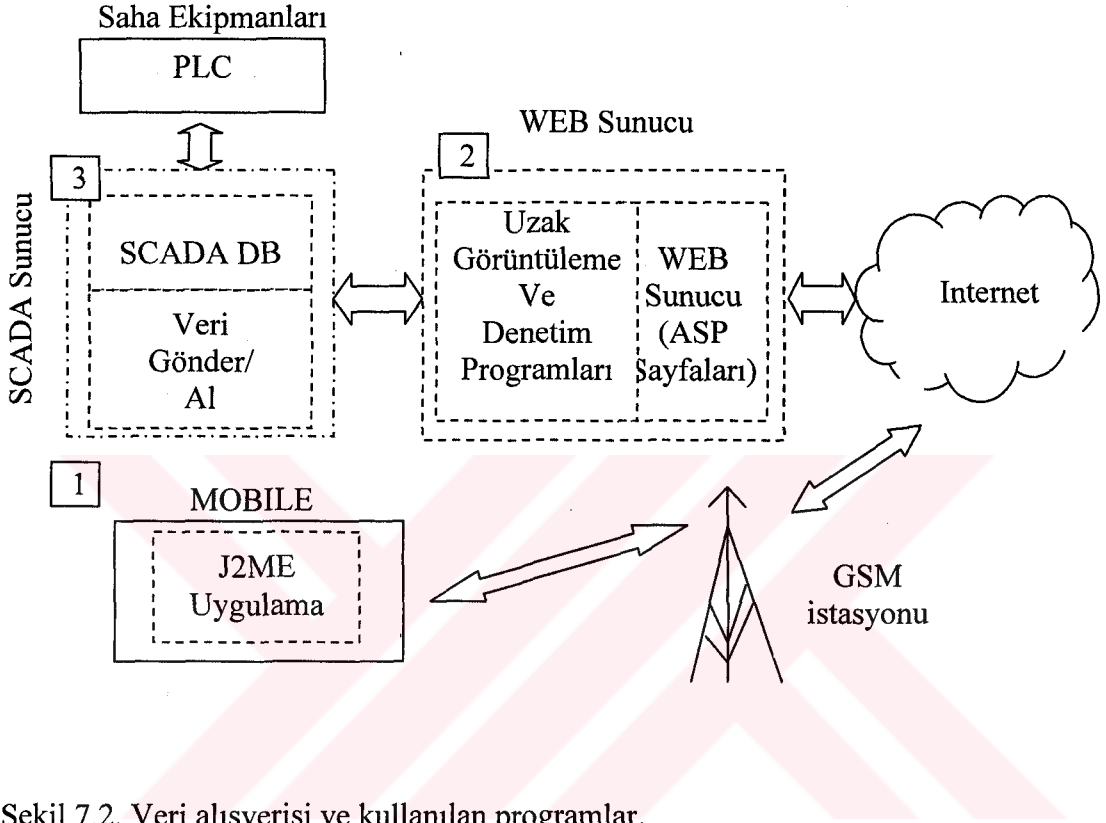 Saha Ekipmanları
PLC
WEB Sunucu
3
2
SCADA Sunucu
SCADA DB
Veri
Gönder/
Al
Uzak
Görüntüleme
Ve
Denetim
Programları
WEB
Sunucu
(ASP
Sayfaları)
Internet
1
MOBILE
J2ME
Uygulama
GSM
istasyonu
Şekil 7.2. Veri alışverişi ve kullanılan programlar.